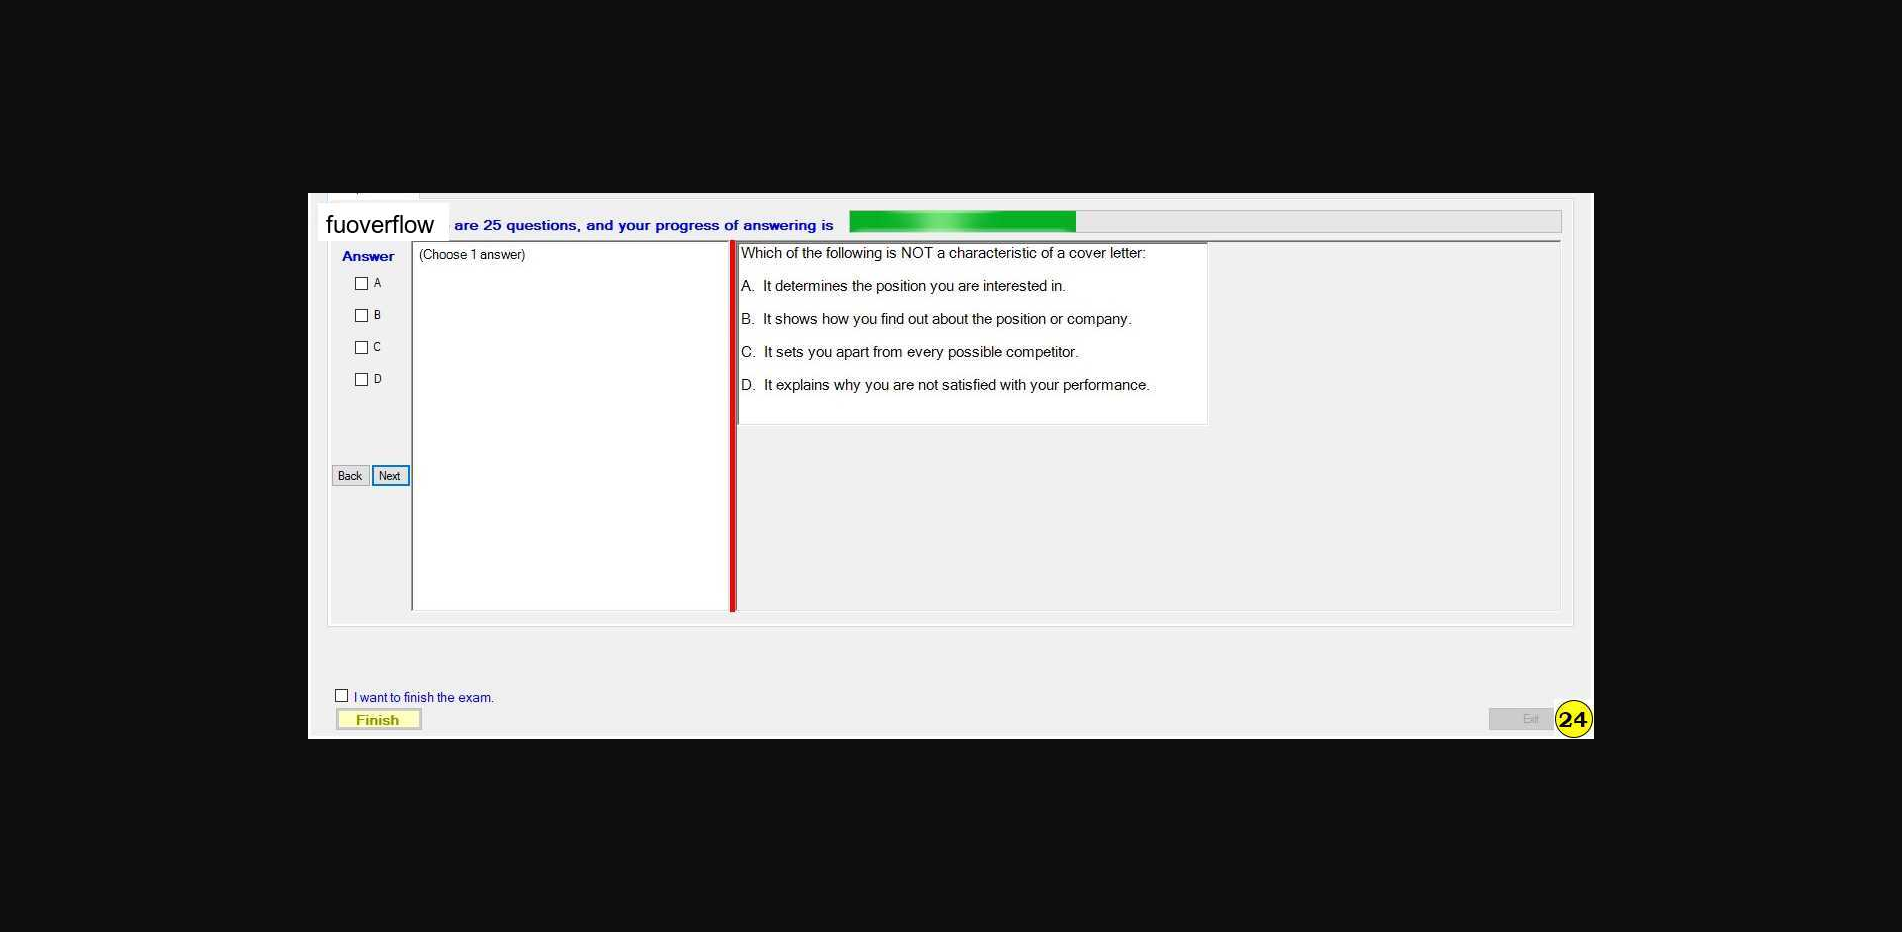 fuoverflow are 25 questions, and your progress of answering is
Answer
A
B
C
D
Back Next
(Choose 1 answer)
Which of the following is NOT a characteristic of a cover letter:
A. It determines the position you are interested in.
B. It shows how you find out about the position or company.
C. It sets you apart from every possible competitor.
D. It explains why you are not satisfied with your performance.
I want to finish the exam.
Finish
Exit 24